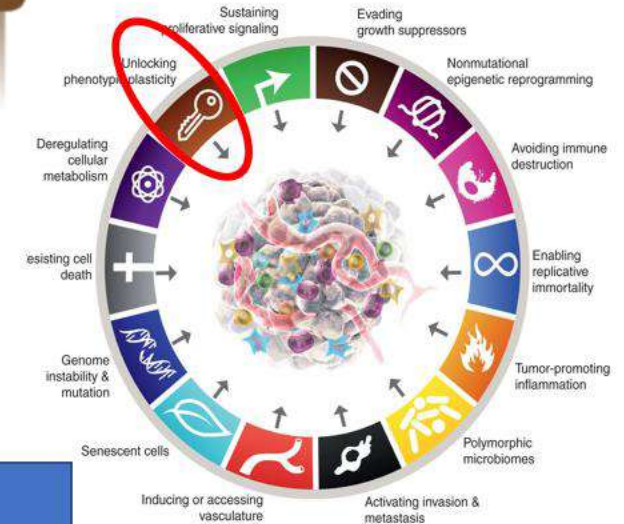 Sustaining
proliferative signaling
Evading
growth suppressors
Nonmutational
epigenetic reprogramming
Avoiding immune
destruction
Enabling
replicative
immortality
Tumor-promoting
inflammation
Polymorphic
microbiomes
Activating invasion &
metastasis
Inducing or accessing
vasculature
Senescent cells
Genome
instability &
mutation
esisting cell
death
Deregulating
cellular
metabolism
Unlocking
phenotypic plasticity